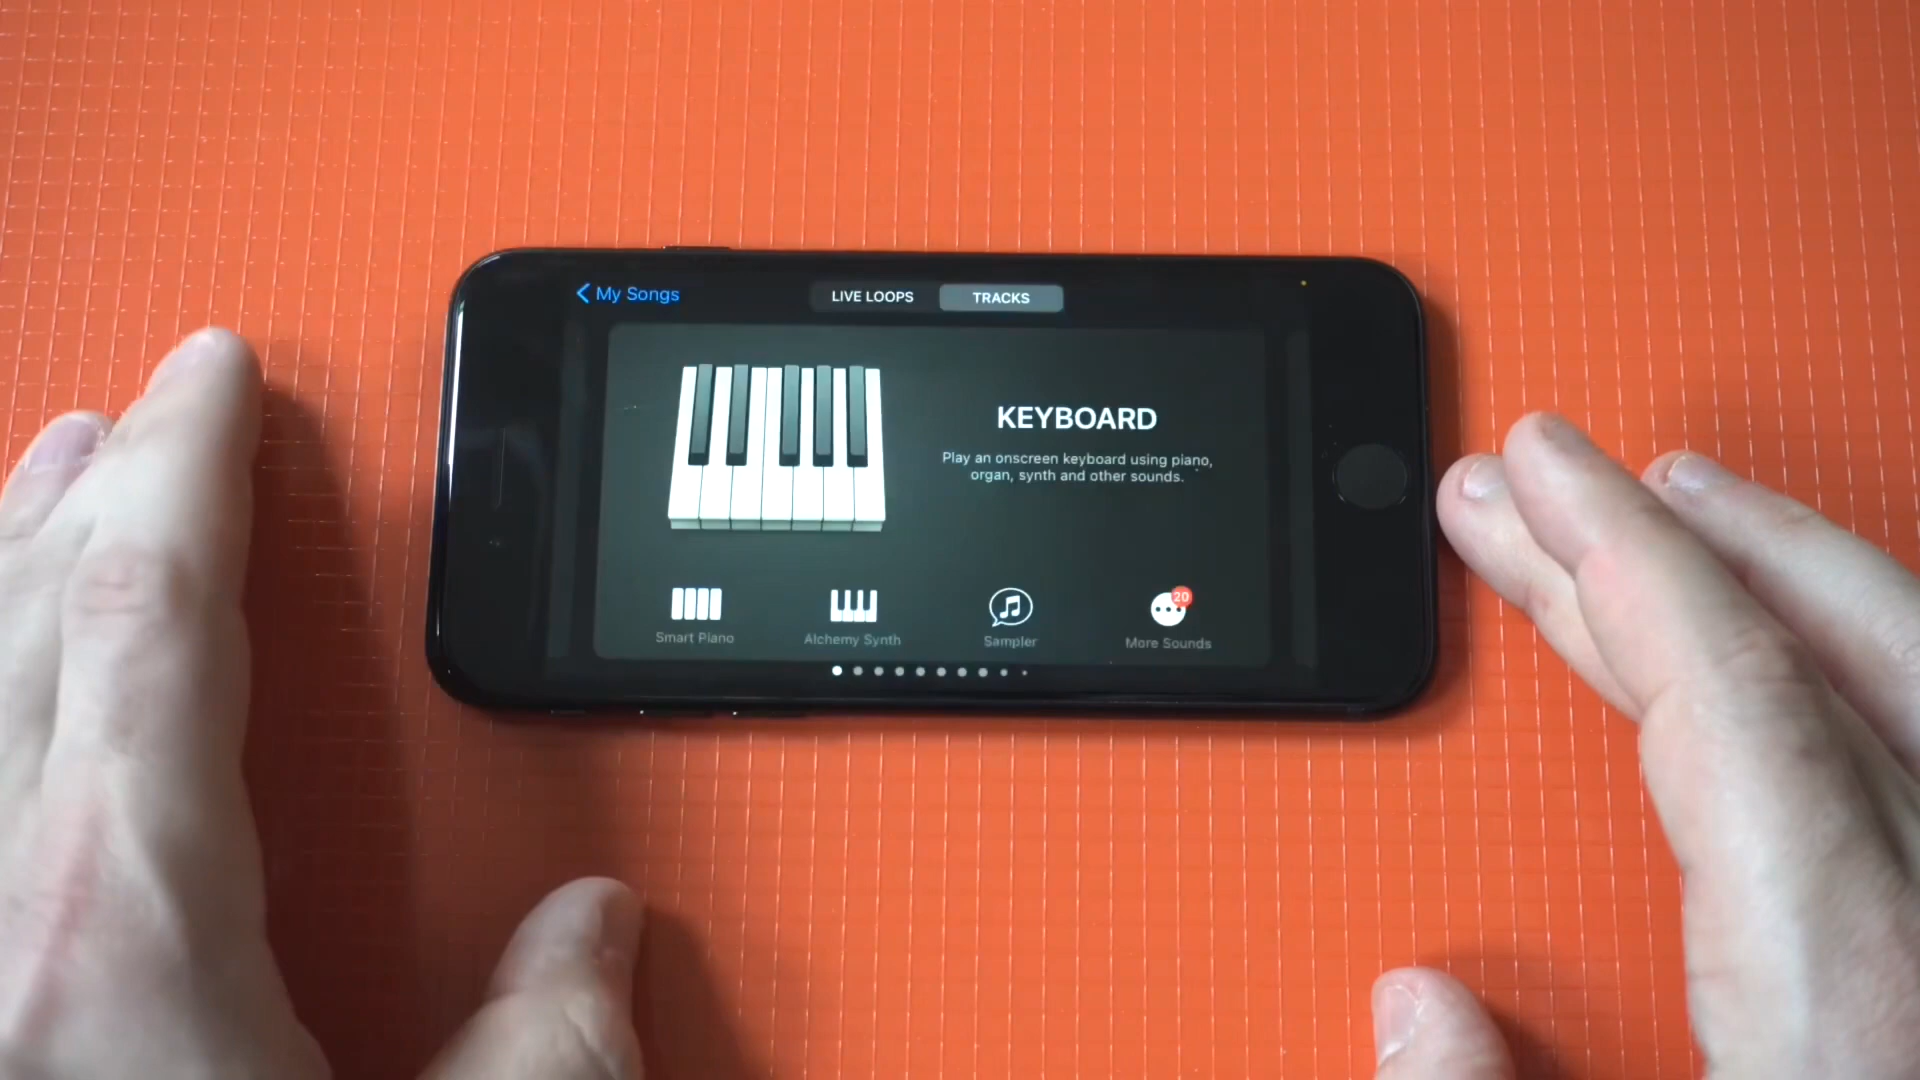 My Songs
LIVE LOOPS
TRACKS
KEYBOARD
Play an onscreen keyboard using piano,
organ, synth and other sounds.
20
Smart Piano
Alchemy Synth
Sampler
More Sounds